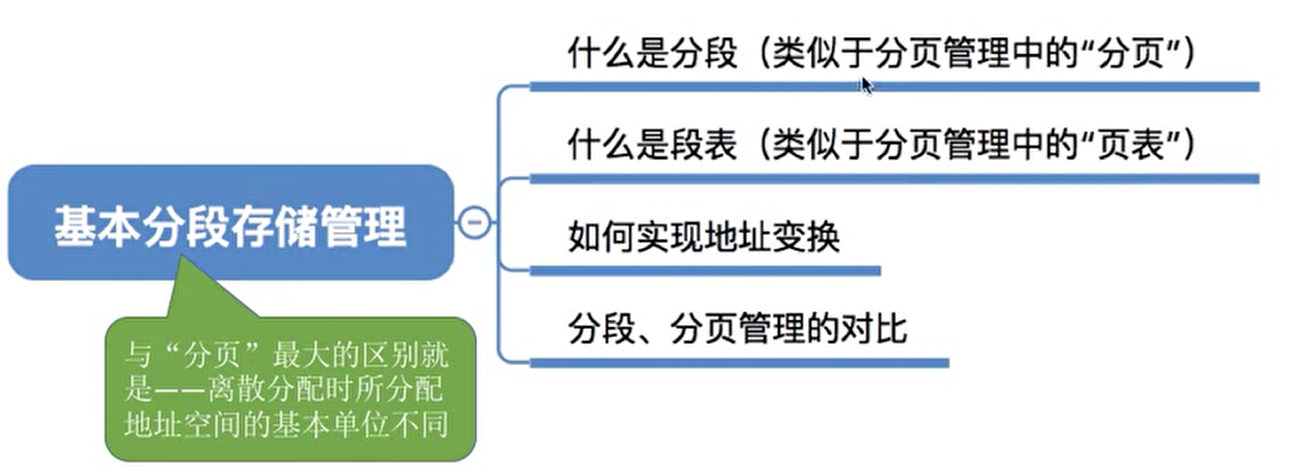 什么是分段（类似于分页管理中的“分页”）
什么是段表（类似于分页管理中的“页表”）
基本分段存储管理
如何实现地址变换
分段、分页管理的对比
与“分页”最大的区别就
是——离散分配时所分配
地址空间的基本单位不同